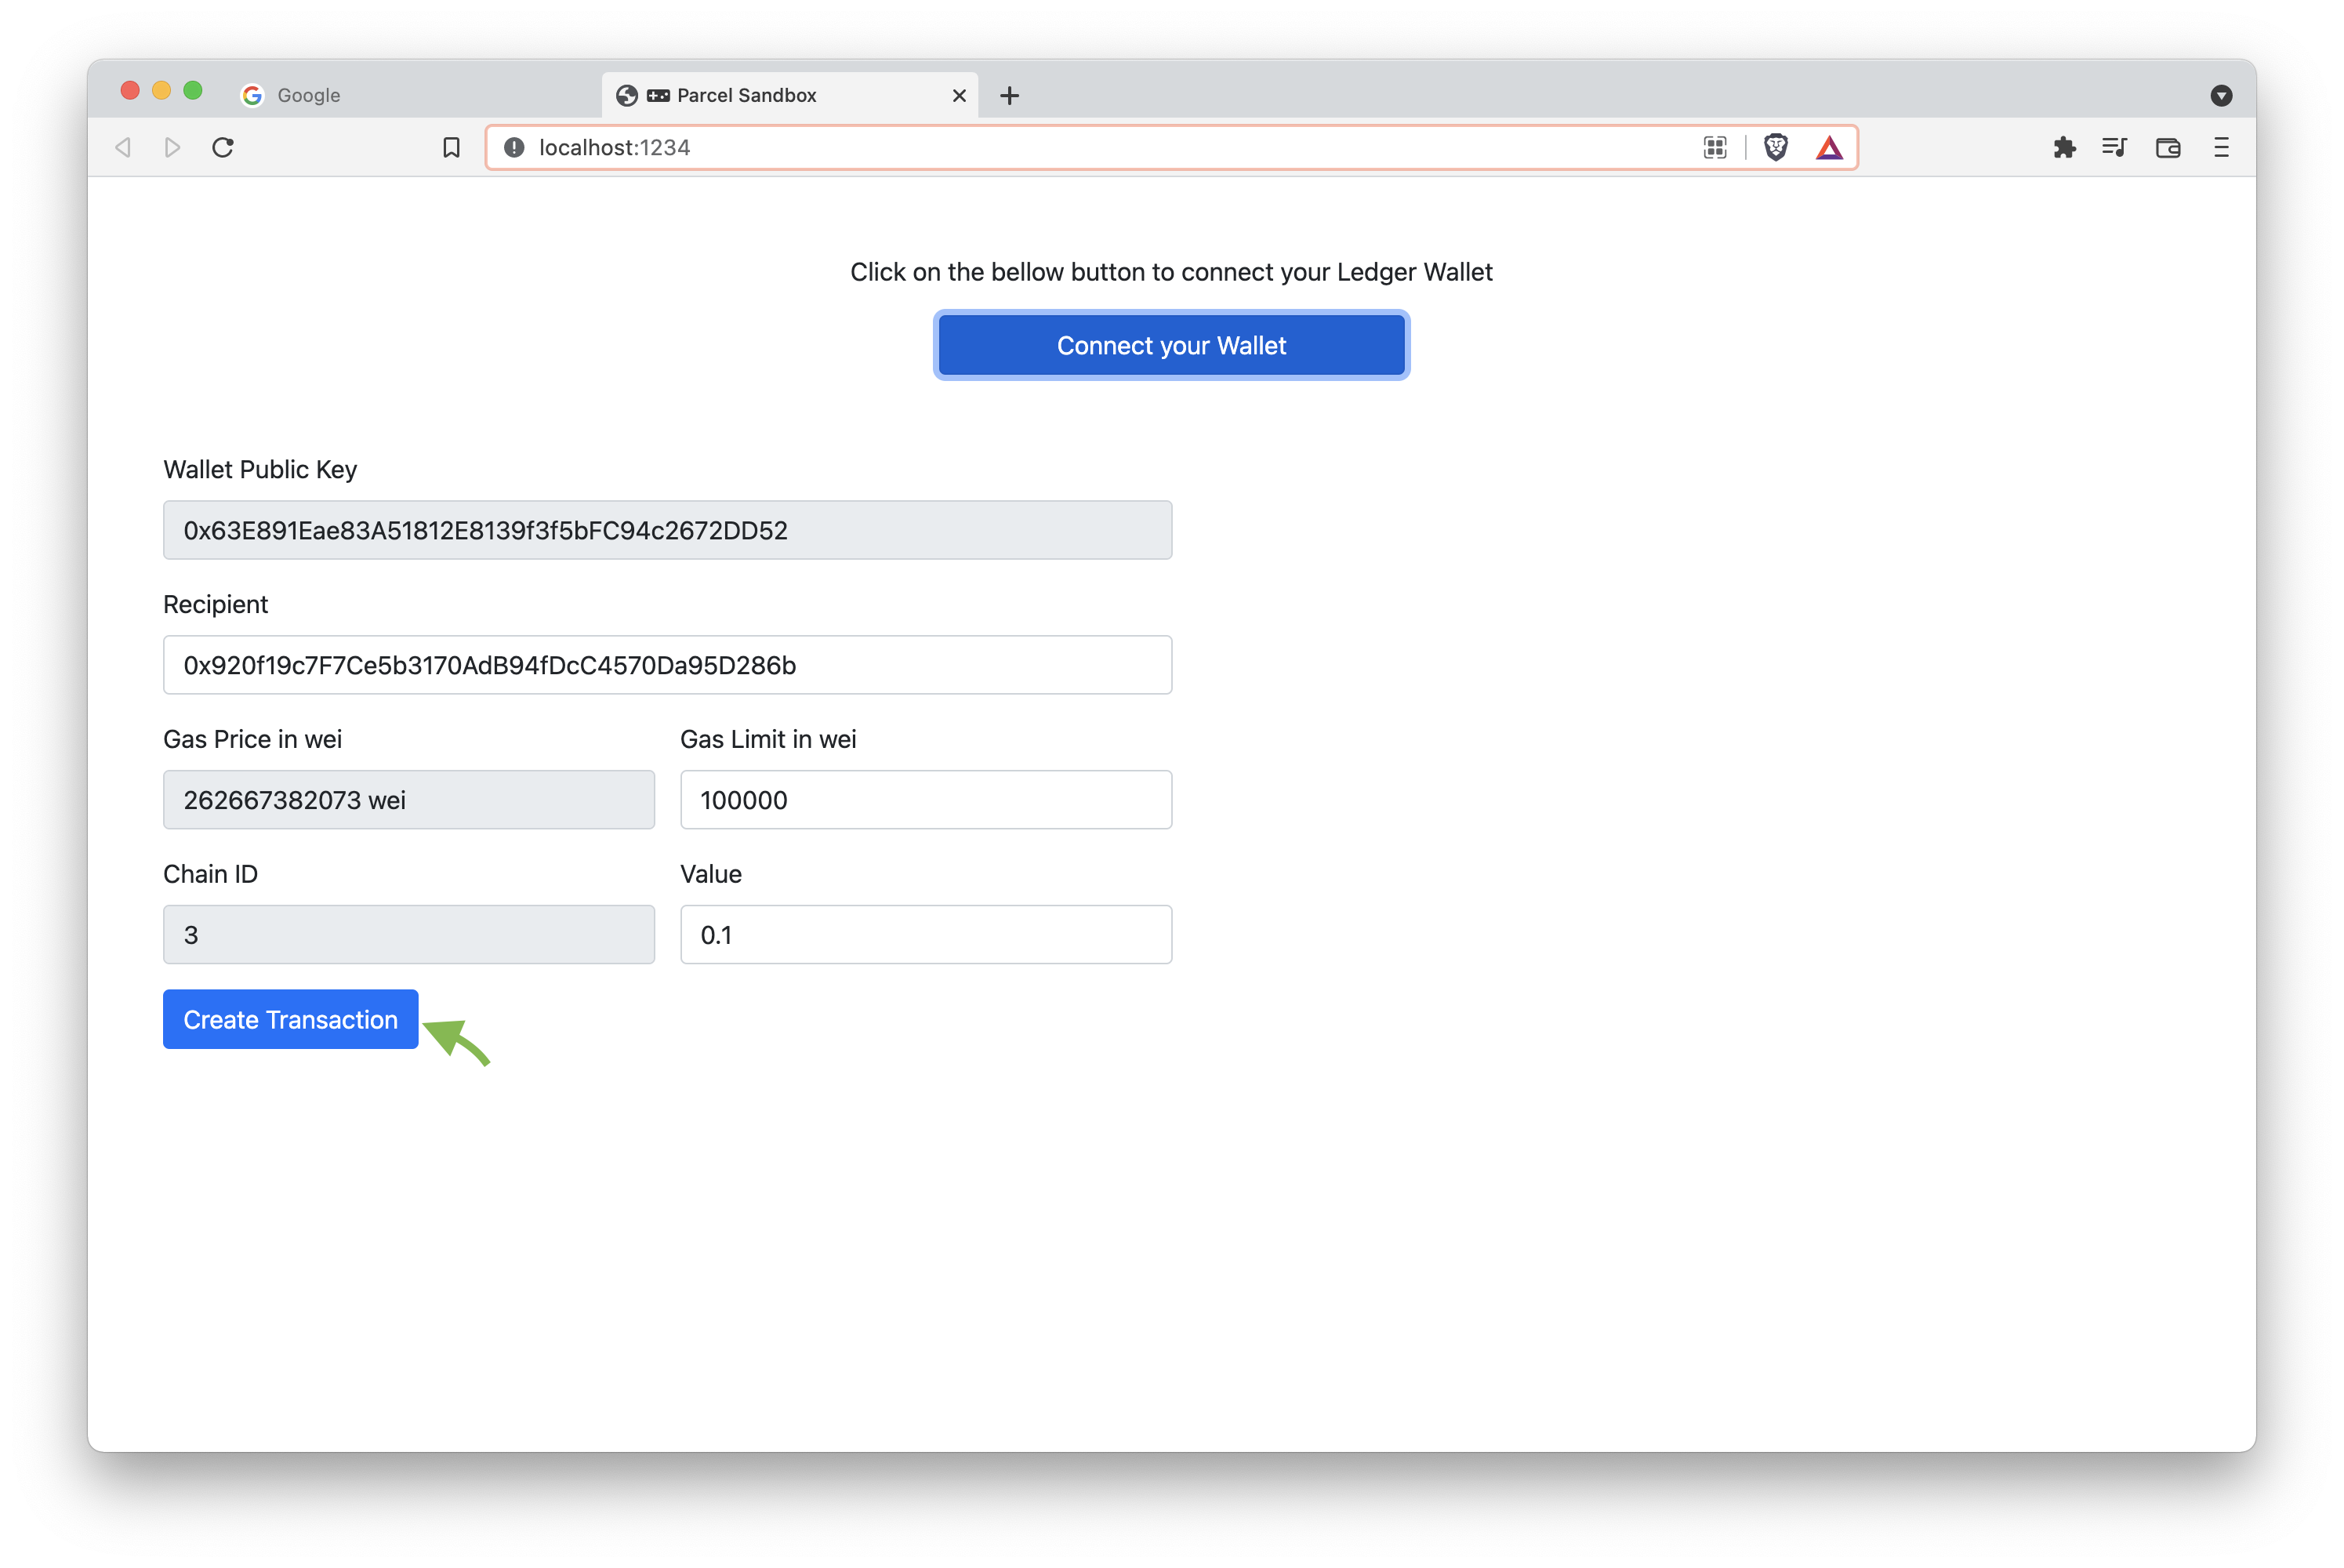 Google
Parcel Sandbox
localhost:1234
Click on the bellow button to connect your Ledger Wallet
Connect your Wallet
Wallet Public Key
0x63E891Eae83A51812E8139f3f5bFC94c2672DD52
Recipient
0x920f19c7F7Ce5b3170AdB94fDcC4570Da95D286b
Gas Price in wei
Gas Limit in wei
262667382073 wei
100000
Chain ID
Value
3
0.1
Create Transaction